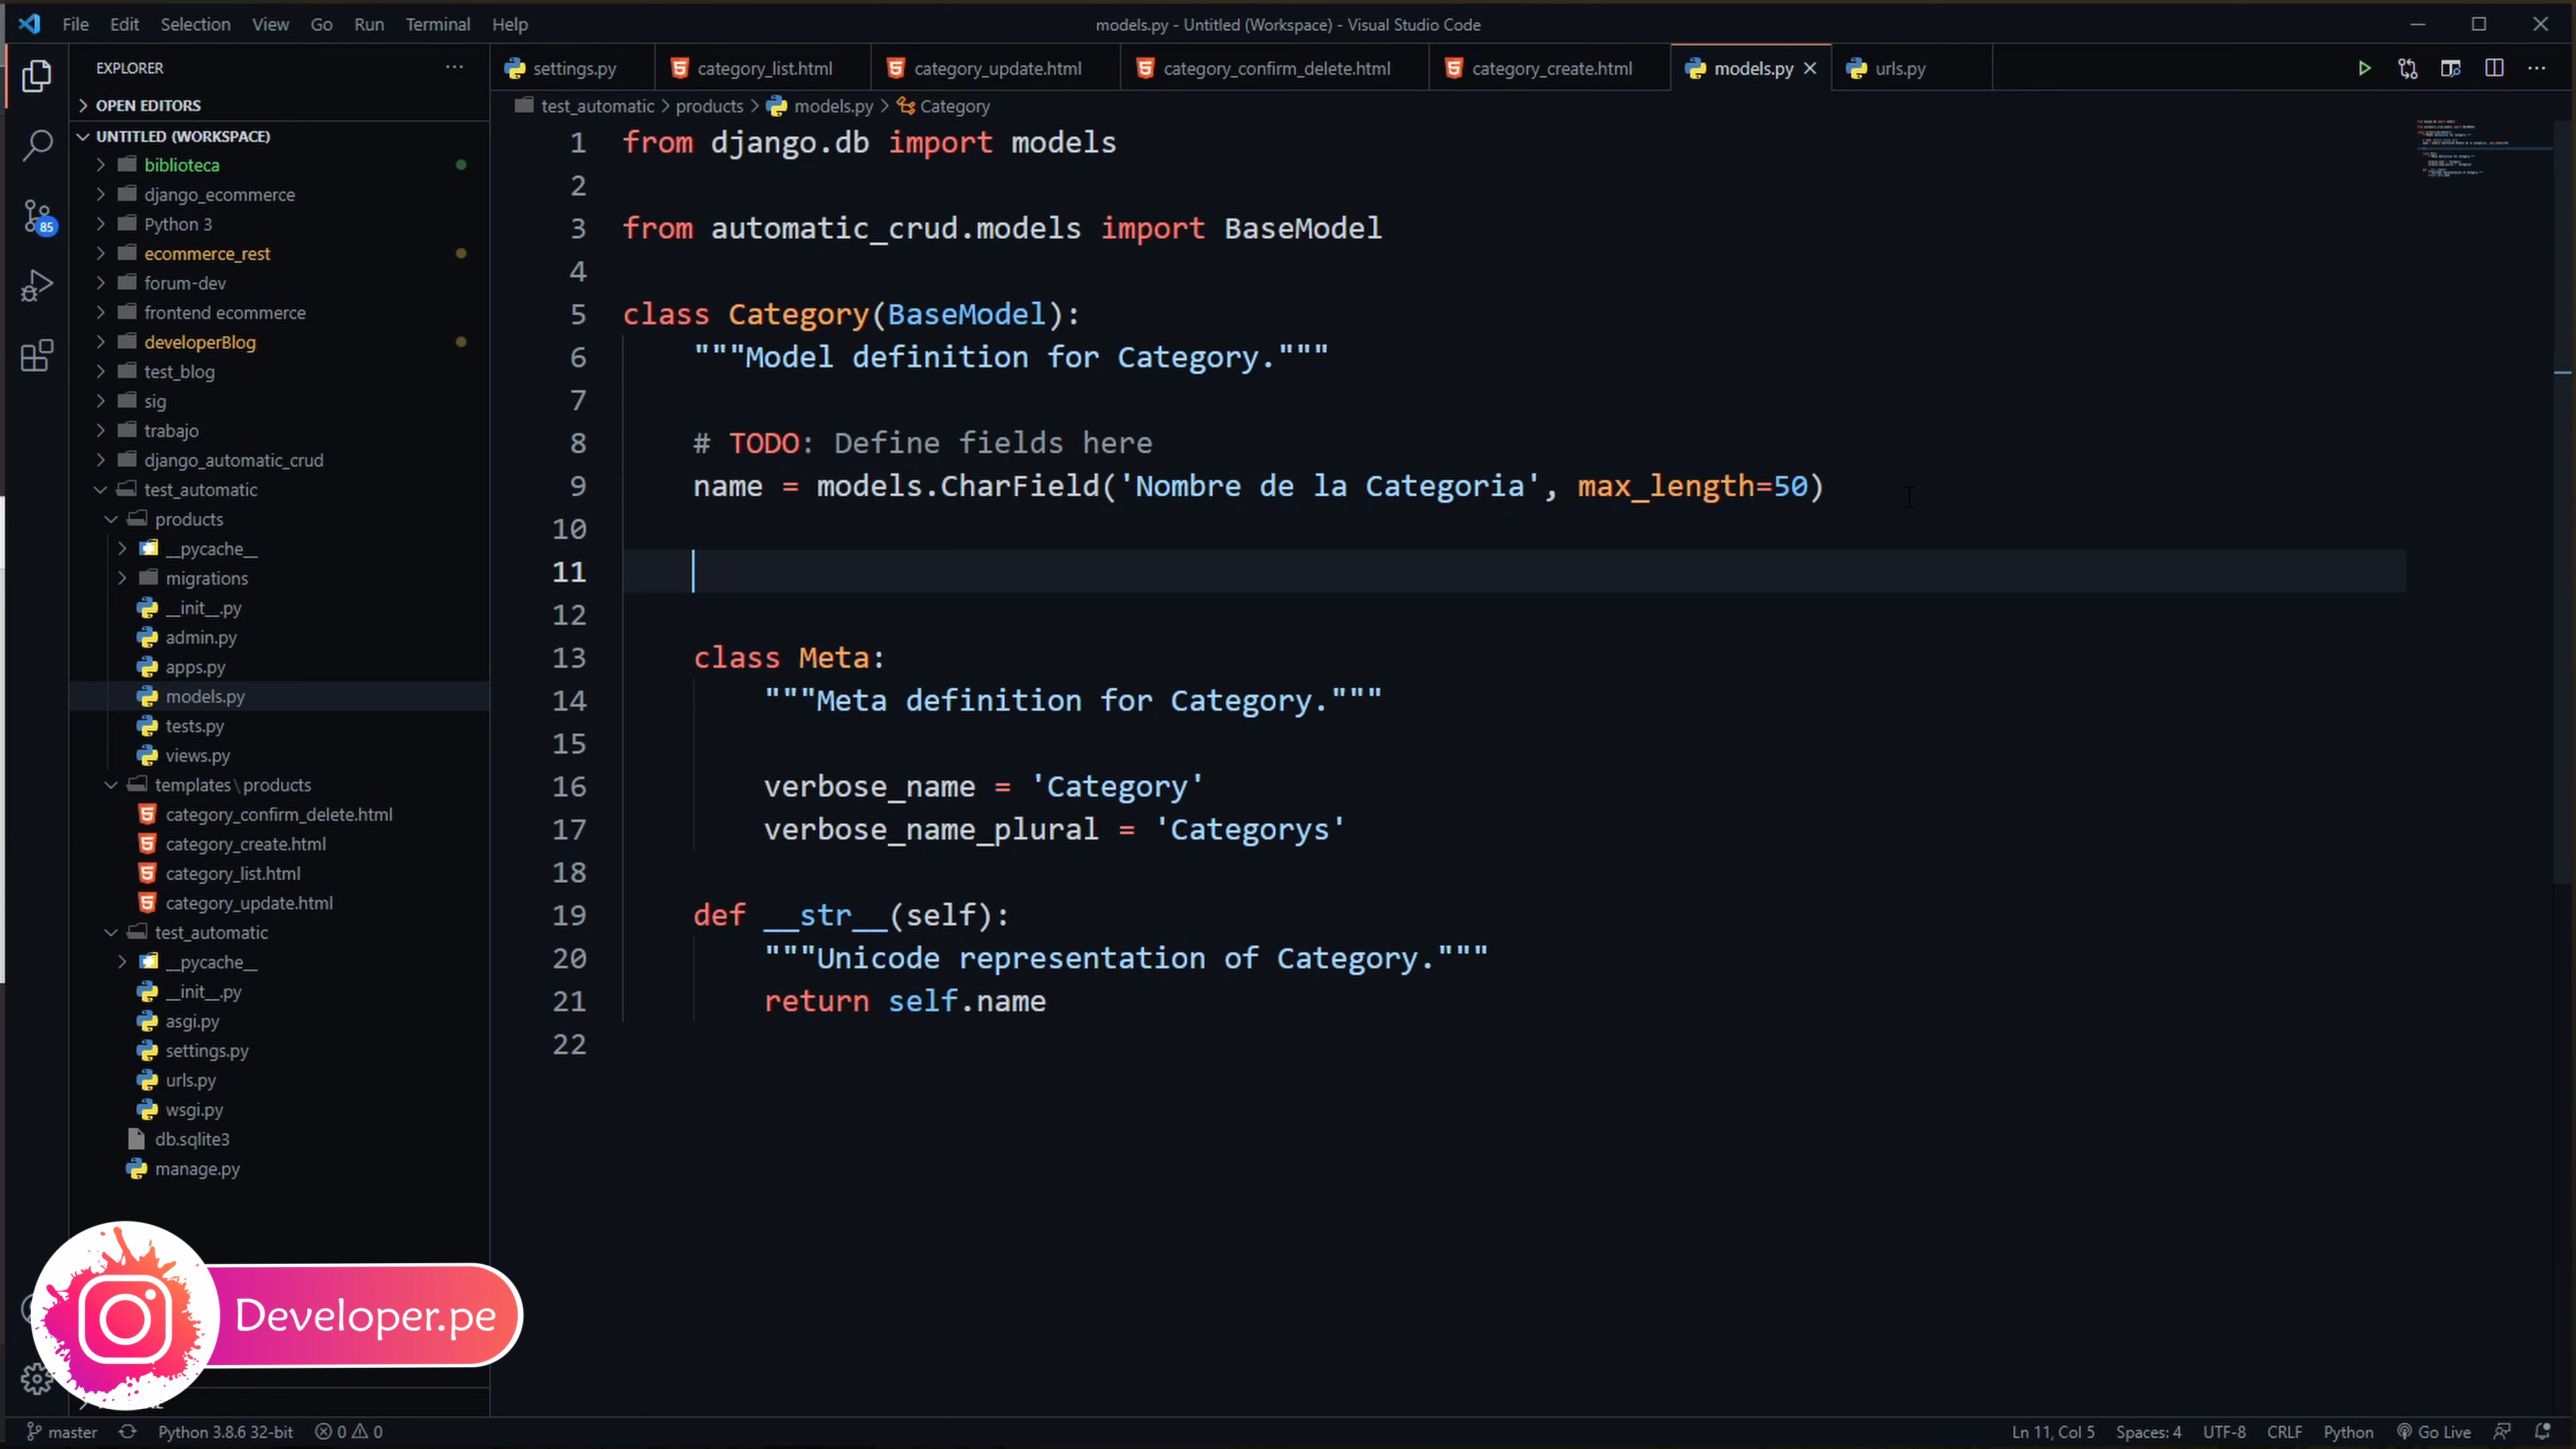 File Edit Selection View Go Run Terminal Help
models.py - Untitled (Workspace) - Visual Studio Code
EXPLORER
settings.py category_list.html category_update.html category_confirm_delete.html category_create.html models.py urls.py
OPEN EDITORS
test_automatic > products > models.py > Category
UNTITLED (WORKSPACE)
biblioteca
django_ecommerce
Python 3
85
ecommerce_rest
forum-dev
frontend ecommerce
developerBlog
test_blog
sig
trabajo
django_automatic_crud
test_automatic
products
__pycache__
migrations
__init__.py
admin.py
apps.py
models.py
tests.py
views.py
templates\products
category_confirm_delete.html
category_create.html
category_list.html
category_update.html
test_automatic
__pycache__
__init__.py
asgi.py
settings.py
urls.py
wsgi.py
db.sqlite3
manage.py
1 from django.db import models
2
3 from automatic_crud.models import BaseModel
4
5 class Category(BaseModel):
6 """Model definition for Category."""
7
8 # TODO: Define fields here
9 name = models.CharField('Nombre de la Categoria', max_length=50)
10
11
12
13 class Meta:
14 """Meta definition for Category."""
15
16 verbose_name = 'Category'
17 verbose_name_plural = 'Categorys'
18
19 def __str__(self):
20 """Unicode representation of Category."""
21 return self.name
22
Developer.pe
master Python 3.8.6 32-bit 0 0
Ln 11, Col 5 Spaces: 4 UTF-8 CRLF Python Go Live